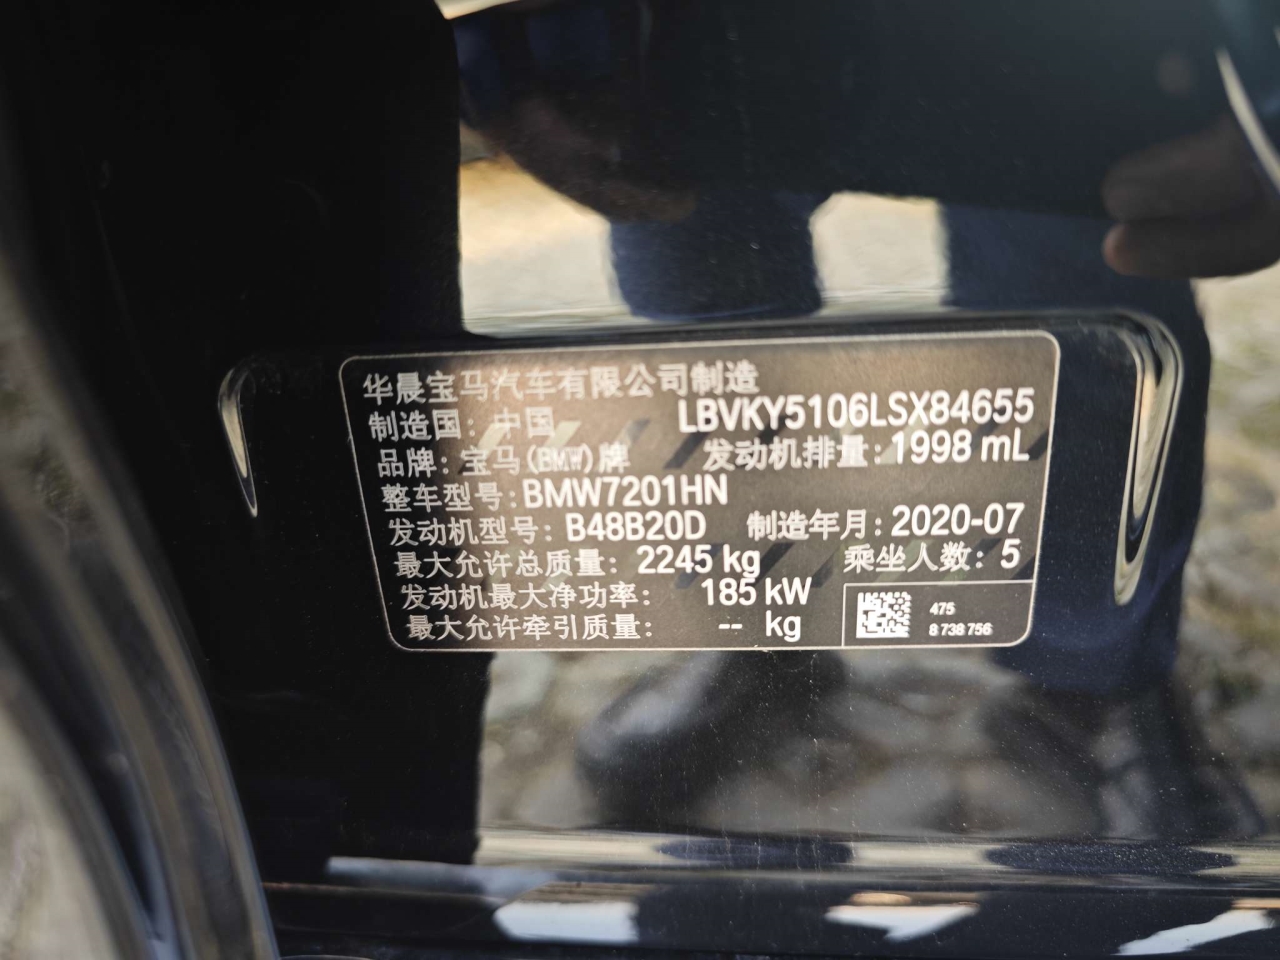 华晨宝马汽车有限公司制造
制造国: 中国 LBVKY5106LSX84655
品牌: 宝马(BMW)牌 发动机排量: 1998 mL
整车型号: BMW7201HN
发动机型号: B48B20D 制造年月: 2020-07
最大允许总质量: 2245 kg 乘坐人数: 5
发动机最大净功率: 185 kW
最大允许牵引质量: -- kg
475
8 738 756